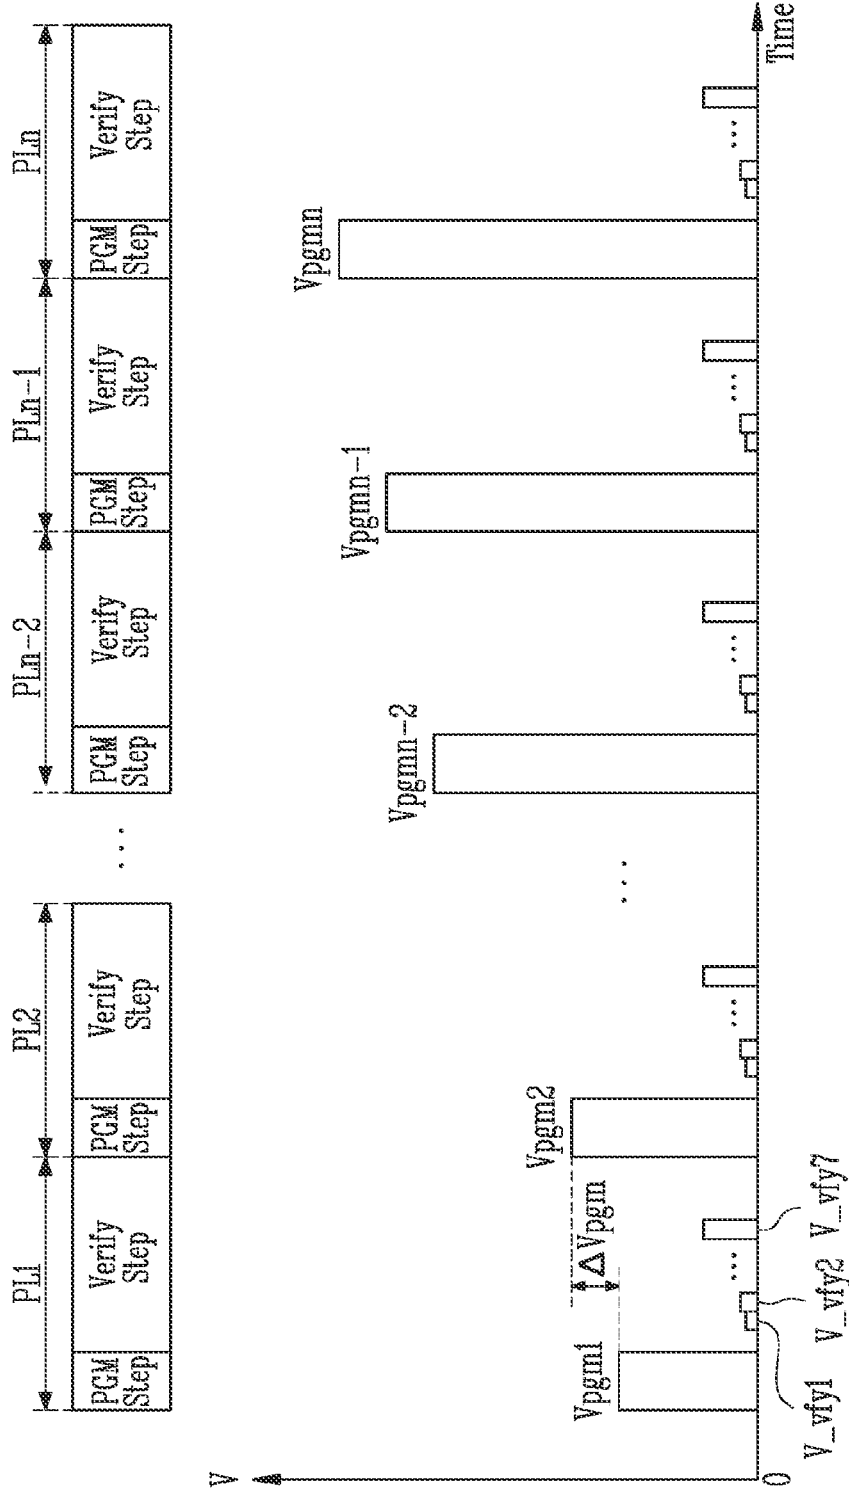 PL1
PL2
PLn-2
PLn-1
PLn
PGM
Step
Verify
Step
PGM
Step
Verify
Step
...
PGM
Step
Verify
Step
PGM
Step
Verify
Step
PGM
Step
Verify
Step
V
Vpgm1
ΔVpgm
Vpgm2
...
Vpgmn-2
Vpgmn-1
Vpgmn
...
...
...
...
...
0
Time
V_vfy1
V_vfy2
V_vfy7